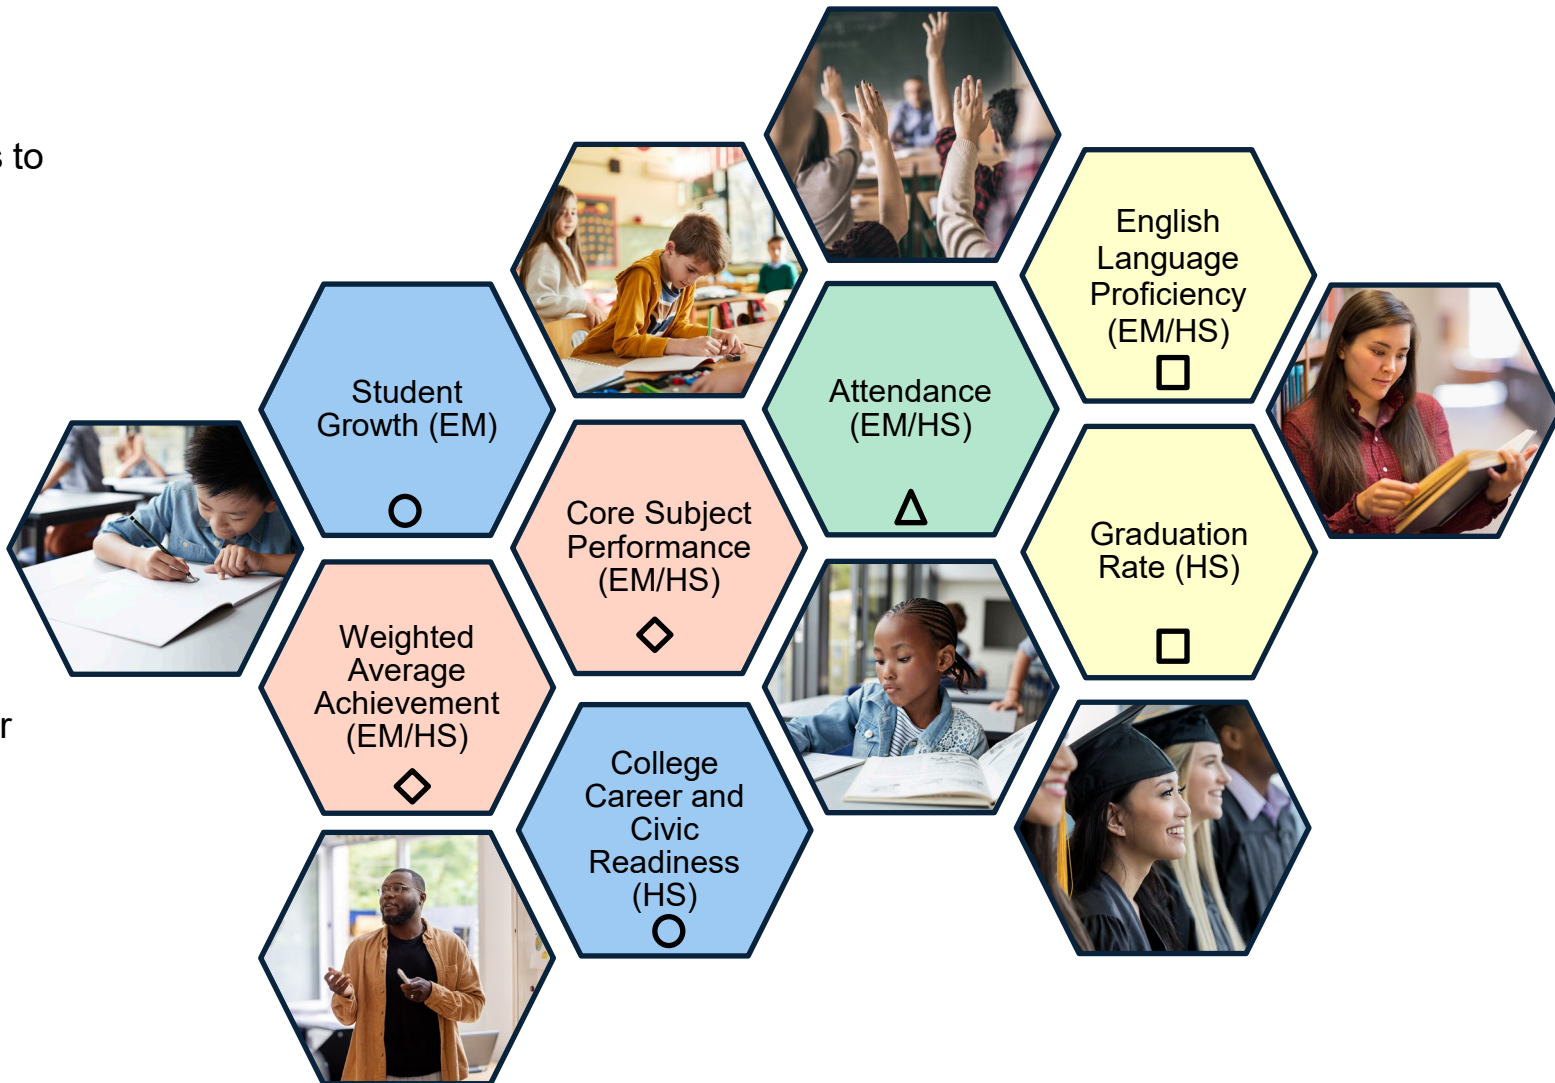 s to
r
English
Language
Proficiency
(EM/HS)
Student
Growth (EM)
Attendance
(EM/HS)
Core Subject
Performance
(EM/HS)
Graduation
Rate (HS)
Weighted
Average
Achievement
(EM/HS)
College
Career and
Civic
Readiness
(HS)